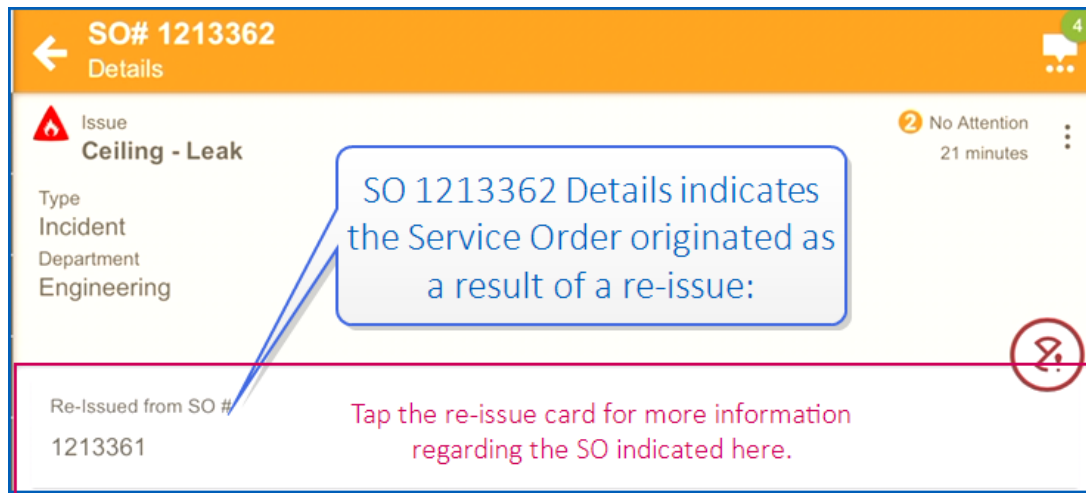 SO# 1213362
4
Details
Issue
Ceiling - Leak
2 No Attention
21 minutes
Type
Incident
Department
Engineering
SO 1213362 Details indicates
the Service Order originated as
a result of a re-issue:
Re-Issued from SO #
1213361
Tap the re-issue card for more information
regarding the SO indicated here.